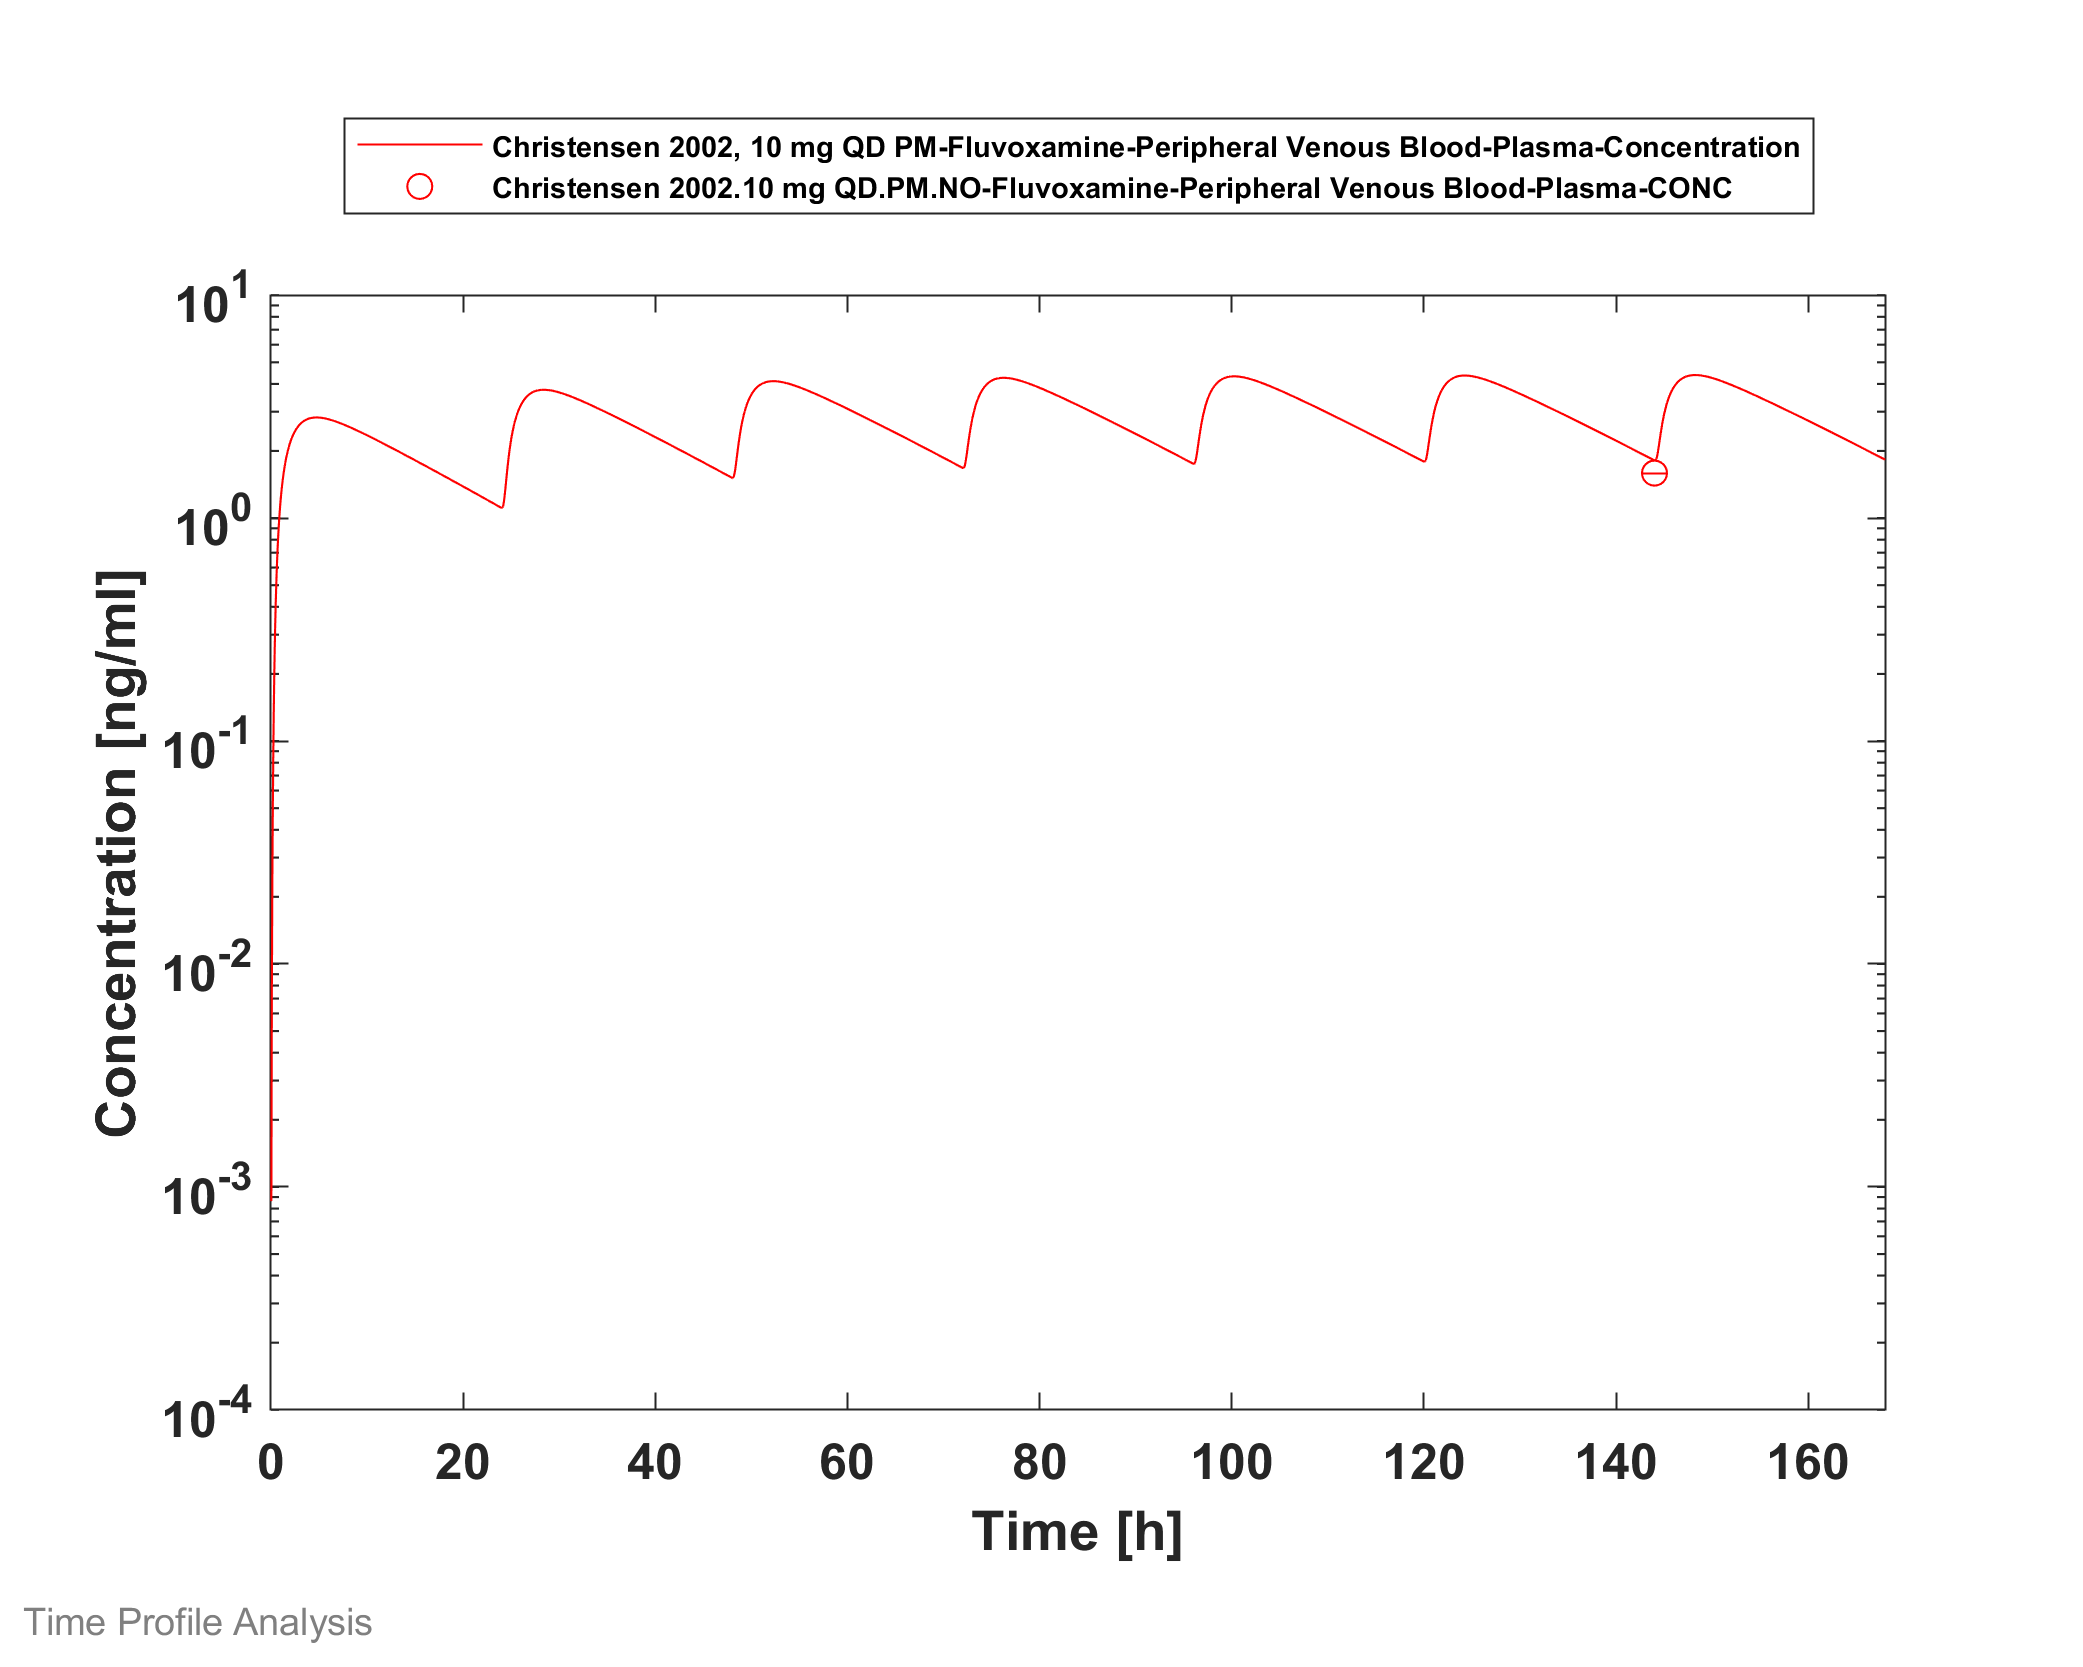 Christensen 2002, 10 mg QD PM-Fluvoxamine-Peripheral Venous Blood-Plasma-Concentration
Christensen 2002.10 mg QD.PM.NO-Fluvoxamine-Peripheral Venous Blood-Plasma-CONC
10^1
10^0
10^-1
10^-2
10^-3
10^-4
Concentration [ng/ml]
0 20 40 60 80 100 120 140 160
Time [h]
Time Profile Analysis